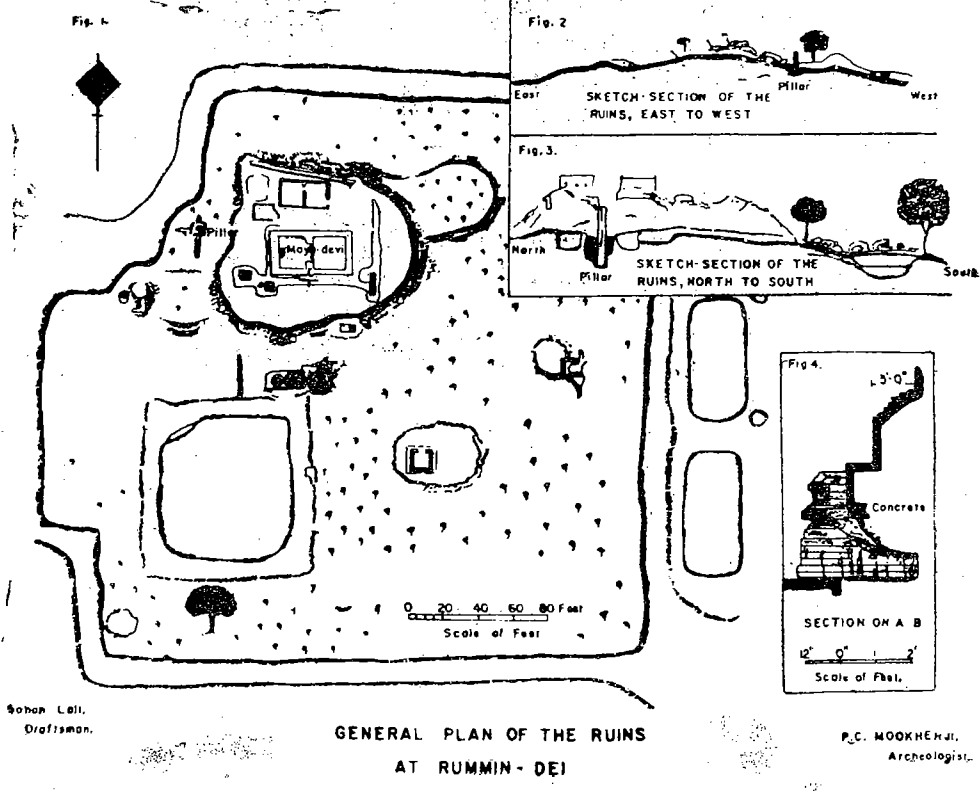 Fig. 1.
Pillar
Maya devi
0 20 40 60 80 Feet
Scale of Feet
Fig. 2
East
SKETCH-SECTION OF THE
RUINS, EAST TO WEST
Pillar
West
Fig. 3.
North
Pillar
SKETCH-SECTION OF THE
RUINS, NORTH TO SOUTH
South
Fig 4.
3'-0"
Concrete
SECTION ON A B
12" 0" 1 2'
Scale of Feet.
Sohan Lall,
Draftsman.
GENERAL PLAN OF THE RUINS
AT RUMMIN-DEI
P.C. MOOKHERJI,
Archeologist.